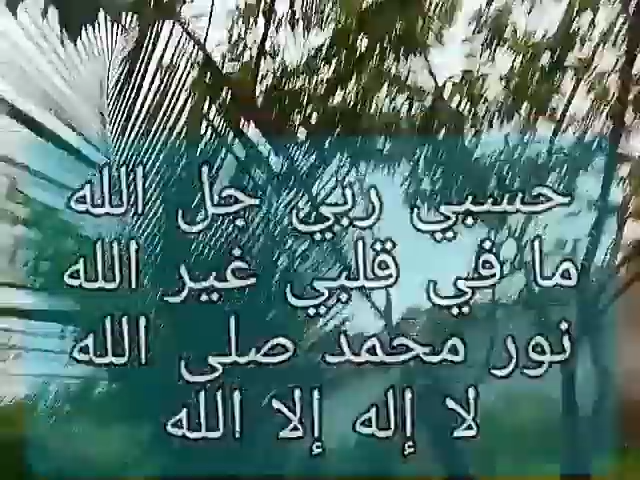 حسبي ربي جل الله
ما في قلبي غير الله
نور محمد صلى الله
لا إله إلا الله